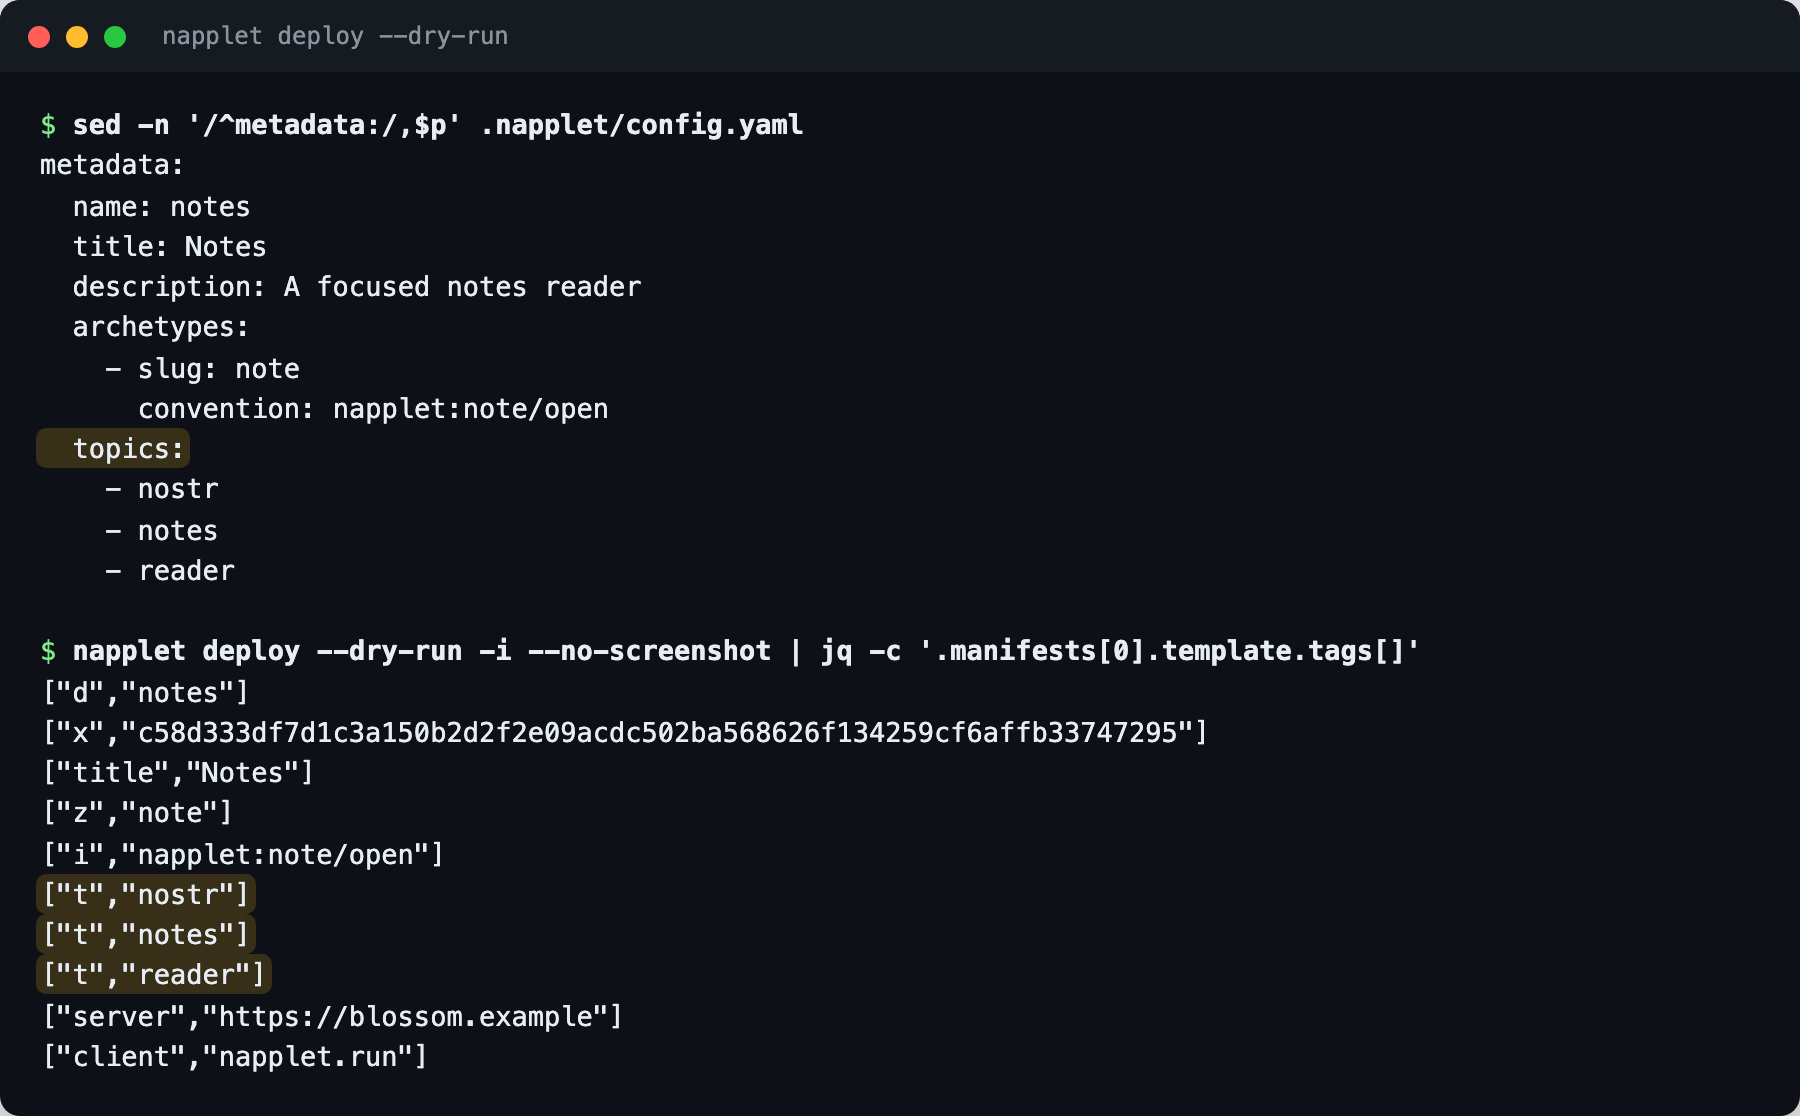 napplet deploy --dry-run
$ sed -n '/^metadata:/,$p' .napplet/config.yaml
metadata:
  name: notes
  title: Notes
  description: A focused notes reader
  archetypes:
    - slug: note
      convention: napplet:note/open
  topics:
    - nostr
    - notes
    - reader
$ napplet deploy --dry-run -i --no-screenshot | jq -c '.manifests[0].template.tags[]'
["d","notes"]
["x","c58d333df7d1c3a150b2d2f2e09acdc502ba568626f134259cf6affb33747295"]
["title","Notes"]
["z","note"]
["i","napplet:note/open"]
["t","nostr"]
["t","notes"]
["t","reader"]
["server","https://blossom.example"]
["client","napplet.run"]